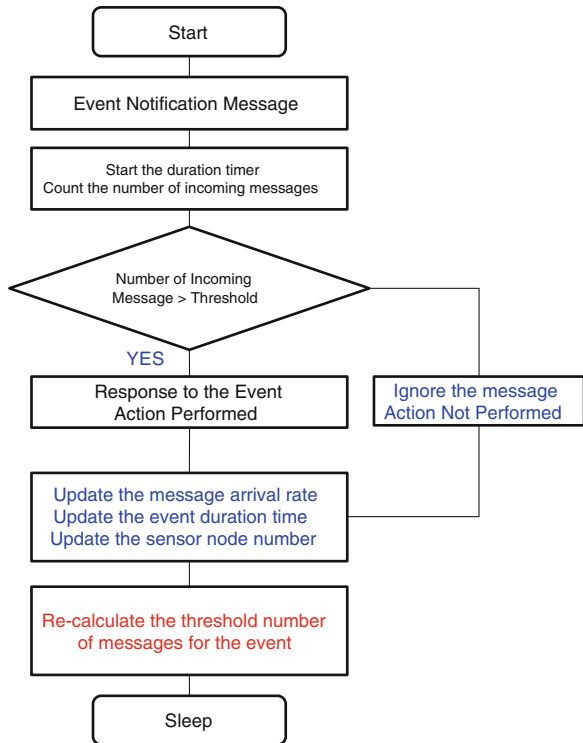 Start
Event Notification Message
Start the duration timer
Count the number of incoming messages
Number of Incoming
Message > Threshold
YES
Response to the Event
Action Performed
Ignore the message
Action Not Performed
Update the message arrival rate
Update the event duration time
Update the sensor node number
Re-calculate the threshold number
of messages for the event
Sleep